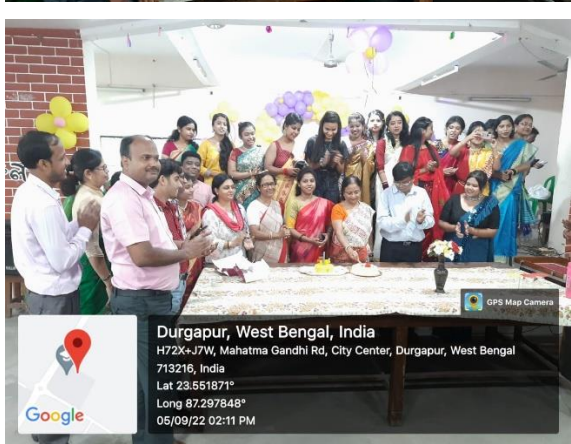 GPS Map Camera
Durgapur, West Bengal, India
H72X+J7W, Mahatma Gandhi Rd, City Center, Durgapur, West Bengal
713216, India
Lat 23.551871°
Long 87.297848°
05/09/22 02:11 PM
Google